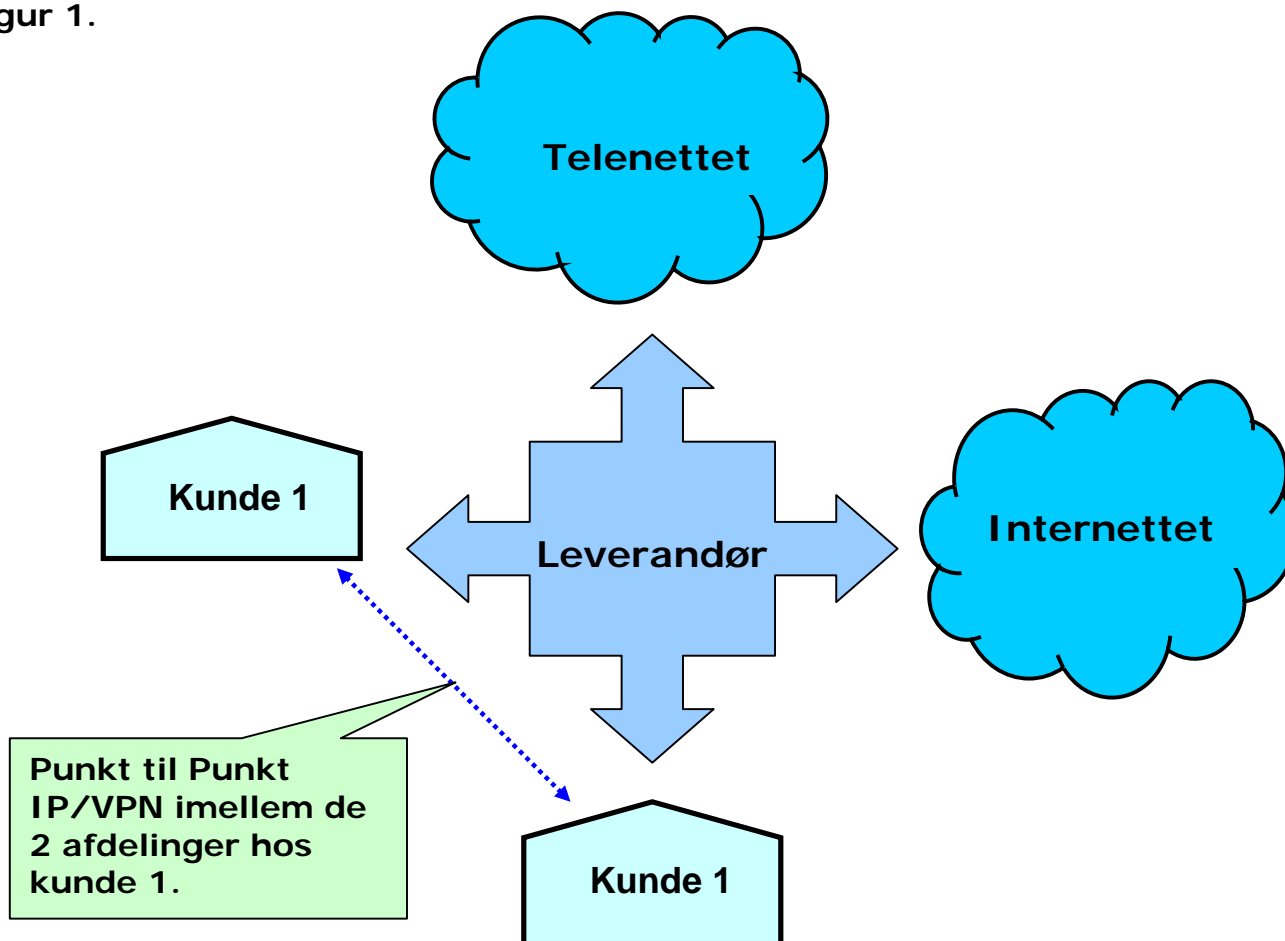 gur 1.
Telenettet
Kunde 1
Internettet
Leverandør
Punkt til Punkt
IP/VPN imellem de
2 afdelinger hos
kunde 1.
Kunde 1